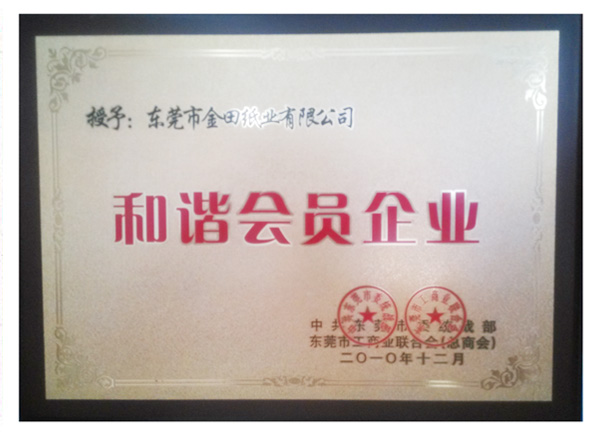 授予：东莞市金田纸业有限公司
和谐会员企业
中共东莞市委统战部
东莞市工商业联合会(总商会)
二〇一〇年十二月